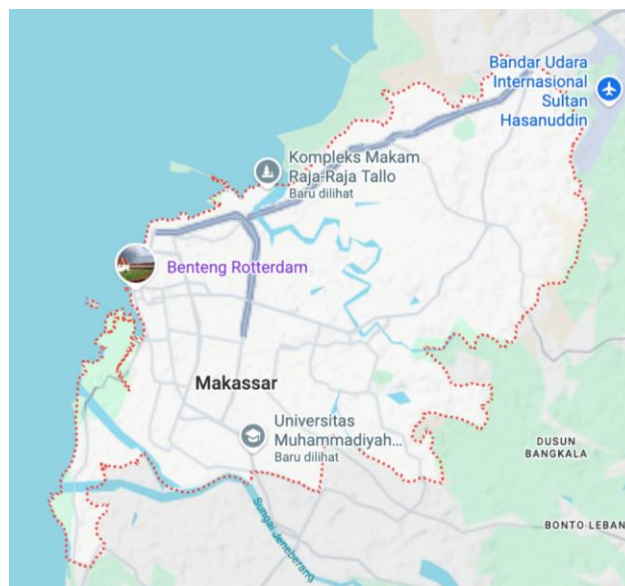 Bandar Udara
Internasional
Sultan
Hasanuddin
Kompleks Makam
Raja-Raja Tallo
Baru dilihat
Benteng Rotterdam
Makassar
Universitas
Muhammadiyah...
Baru dilihat
DUSUN
BANGKALA
Sungai Jeneberang
BONTO LEBAN